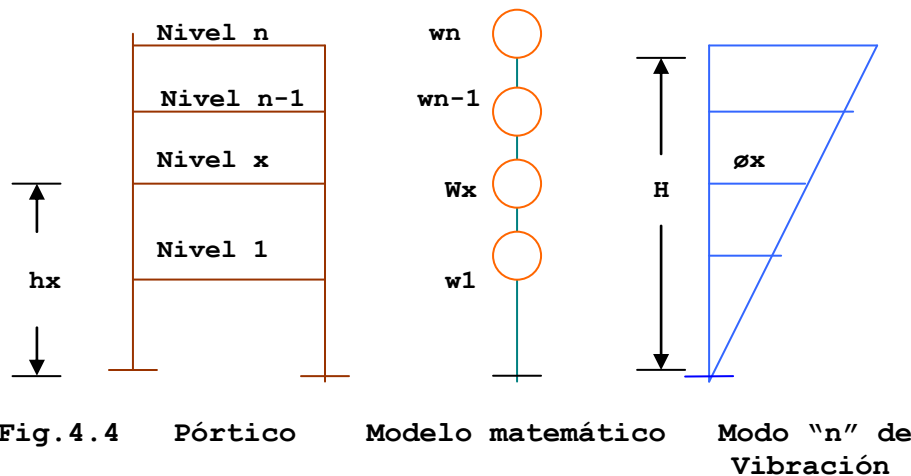 Nivel n
wn
Nivel n-1
wn-1
Nivel x
Wx
øx
H
Nivel 1
hx
w1
Fig.4.4 Pórtico Modelo matemático Modo “n” de
Vibración